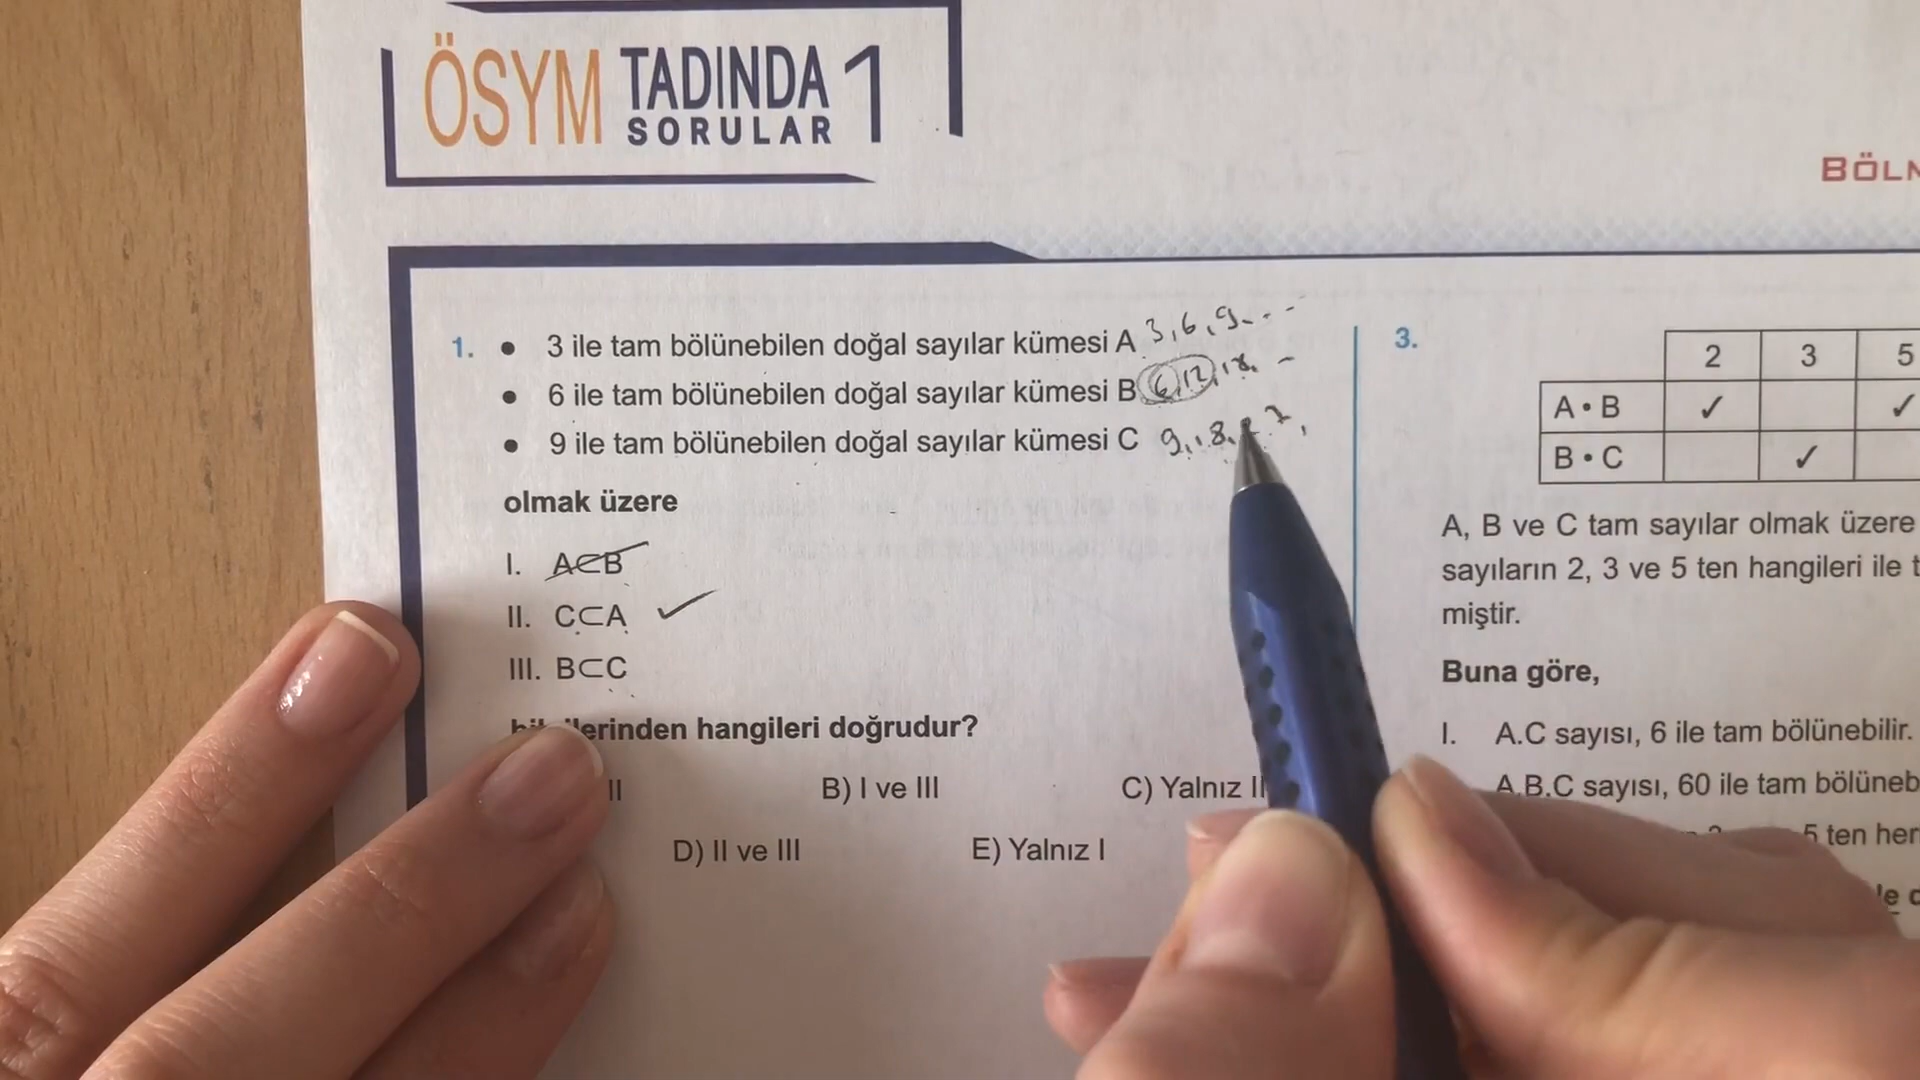 ÖSYM TADINDA SORULAR 1
BÖL
1. • 3 ile tam bölünebilen doğal sayılar kümesi A 3, 6, 9...
• 6 ile tam bölünebilen doğal sayılar kümesi B 6, 12, 18, -
• 9 ile tam bölünebilen doğal sayılar kümesi C 9, 18,
olmak üzere
I. A⊂B
II. C⊂A ✓
III. B⊂C
hangileri doğrudur?
II
B) I ve III
C) Yalnız
D) II ve III
E) Yalnız I
3.
2 3 5
A • B ✓ ✓
B • C ✓
A, B ve C tam sayılar olmak üzere
sayıların 2, 3 ve 5 ten hangileri ile
miştir.
Buna göre,
I. A.C sayısı, 6 ile tam bölünebilir.
A.B.C sayısı, 60 ile tam
5 ten